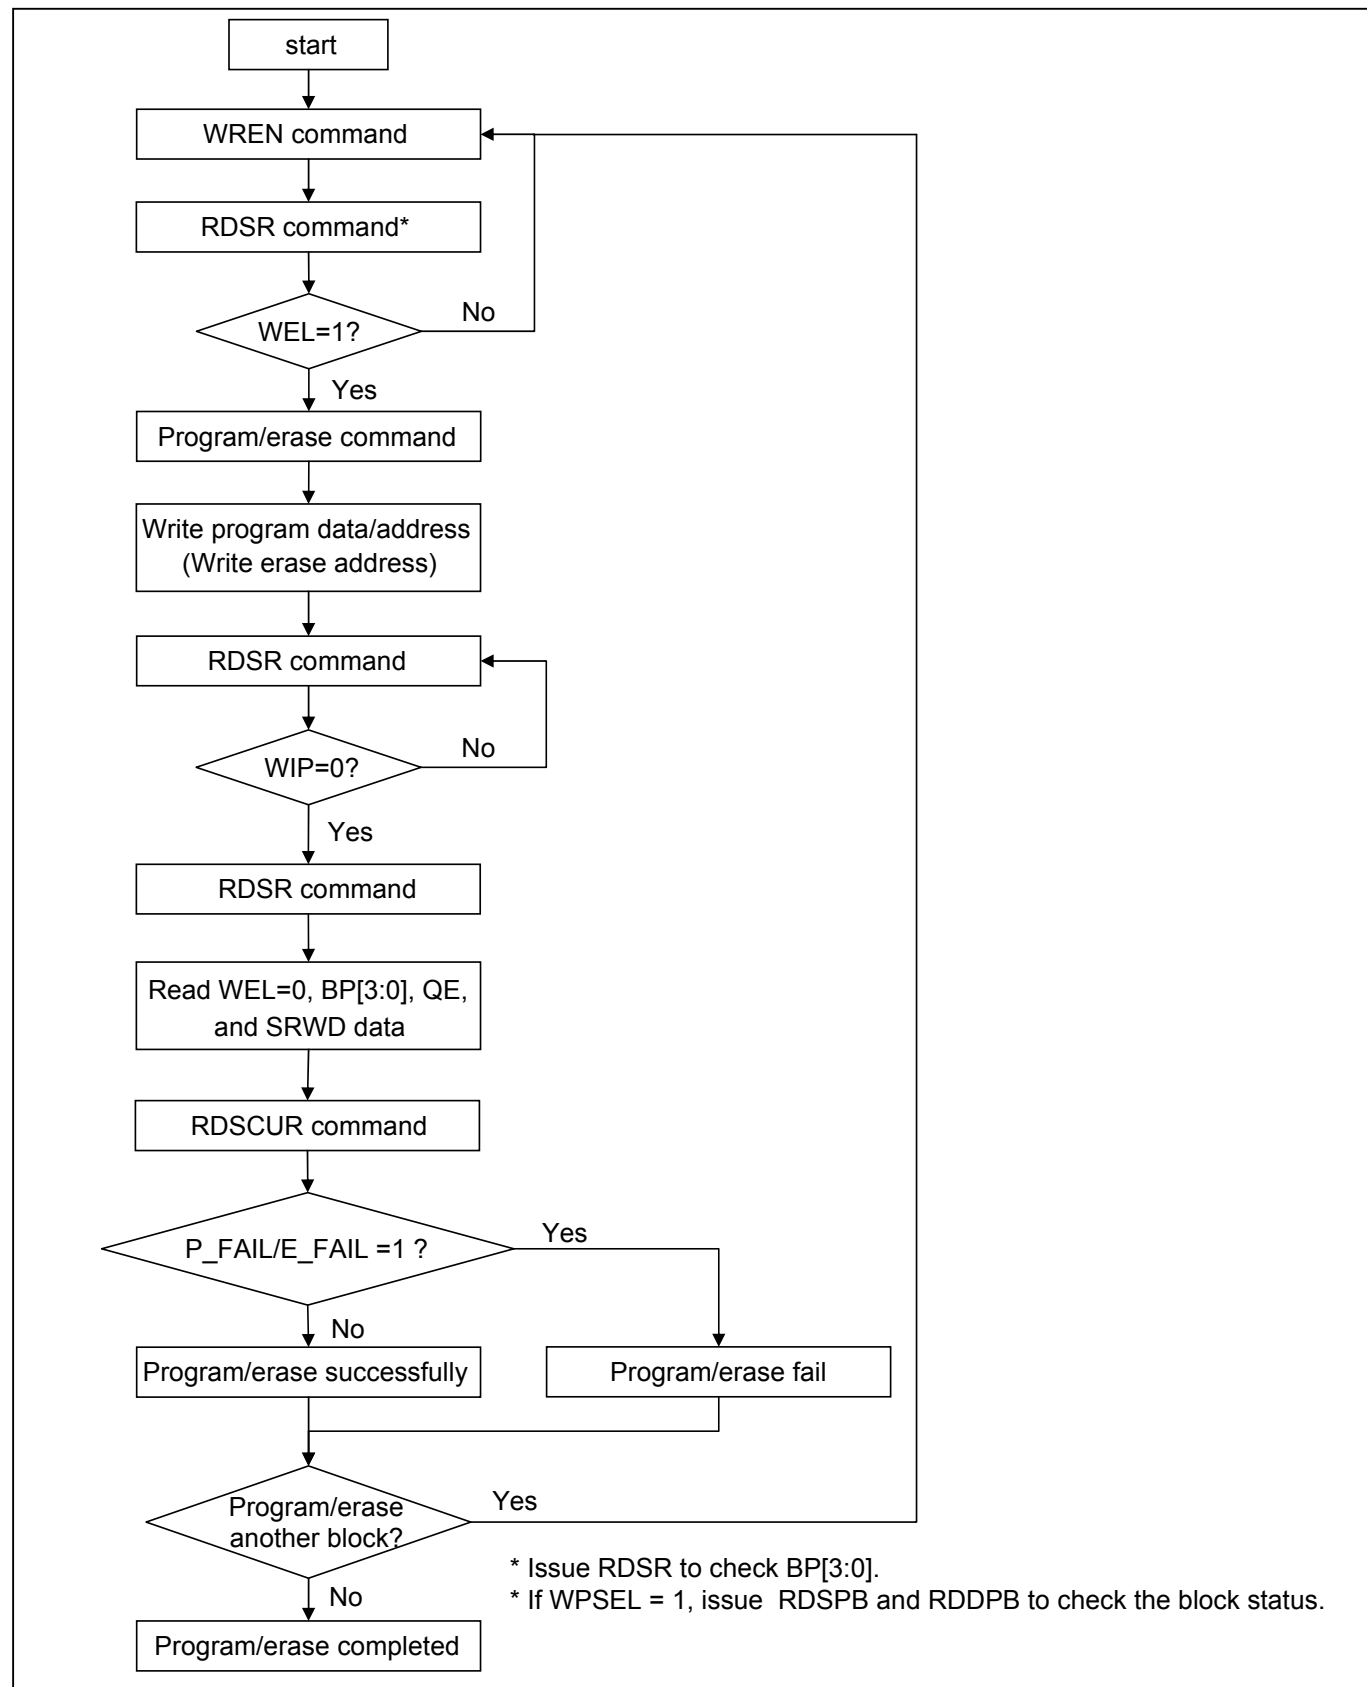 start
WREN command
RDSR command*
WEL=1?
No
Yes
Program/erase command
Write program data/address
(Write erase address)
RDSR command
WIP=0?
No
Yes
RDSR command
Read WEL=0, BP[3:0], QE,
and SRWD data
RDSCUR command
P_FAIL/E_FAIL =1 ?
Yes
No
Program/erase successfully
Program/erase fail
Program/erase
another block?
Yes
* Issue RDSR to check BP[3:0].
* If WPSEL = 1, issue  RDSPB and RDDPB to check the block status.
No
Program/erase completed